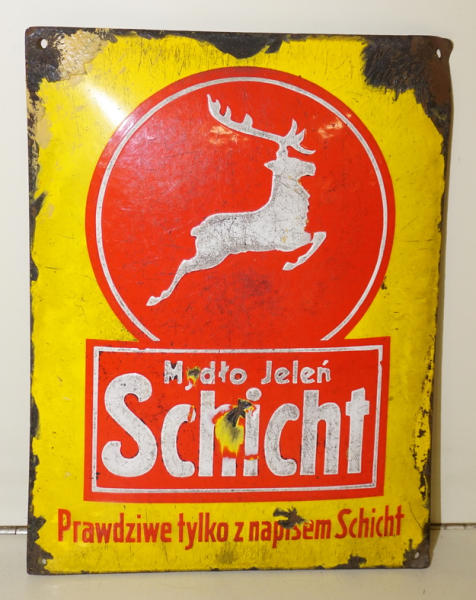 Mydło Jeleń
Schicht
Prawdziwe tylko z napisem Schicht